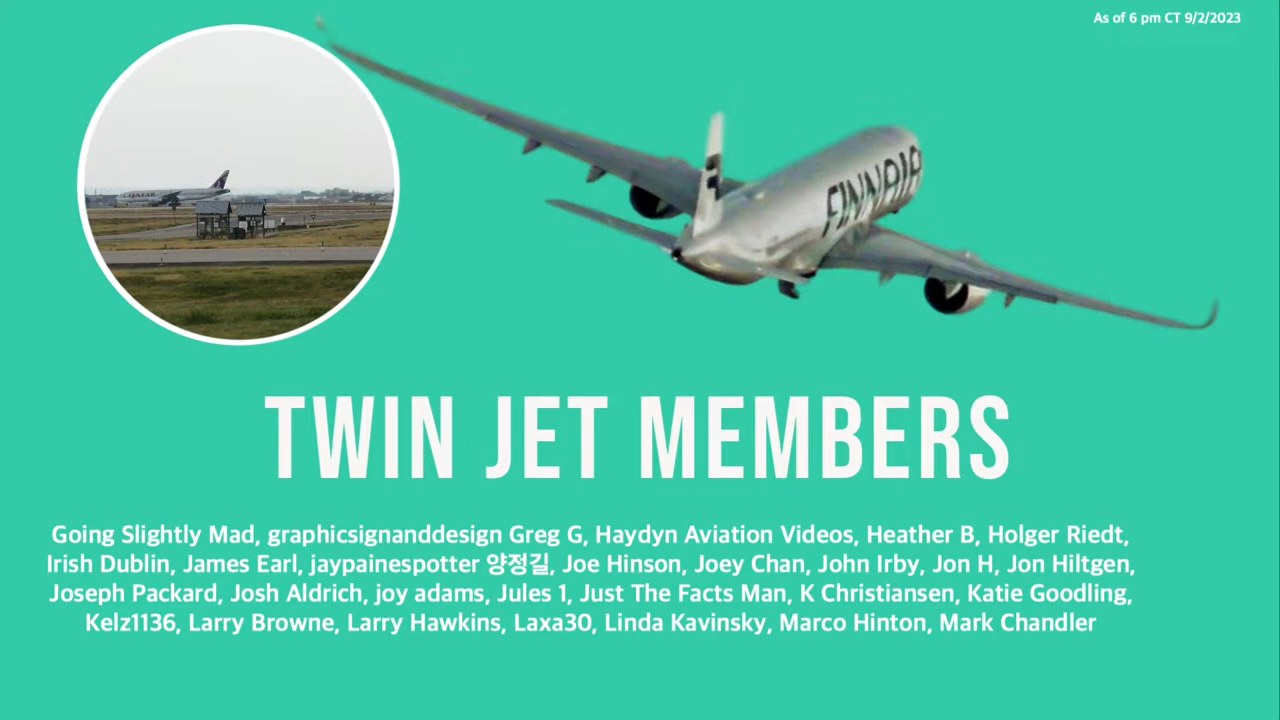 As of 6 pm CT 9/2/2023
QATAR
FINNAIR
TWIN JET MEMBERS
Going Slightly Mad, graphicsignanddesign Greg G, Haydyn Aviation Videos, Heather B, Holger Riedt,
Irish Dublin, James Earl, jaypainespotter 양정길, Joe Hinson, Joey Chan, John Irby, Jon H, Jon Hiltgen,
Joseph Packard, Josh Aldrich, joy adams, Jules 1, Just The Facts Man, K Christiansen, Katie Goodling,
Kelz1136, Larry Browne, Larry Hawkins, Laxa30, Linda Kavinsky, Marco Hinton, Mark Chandler